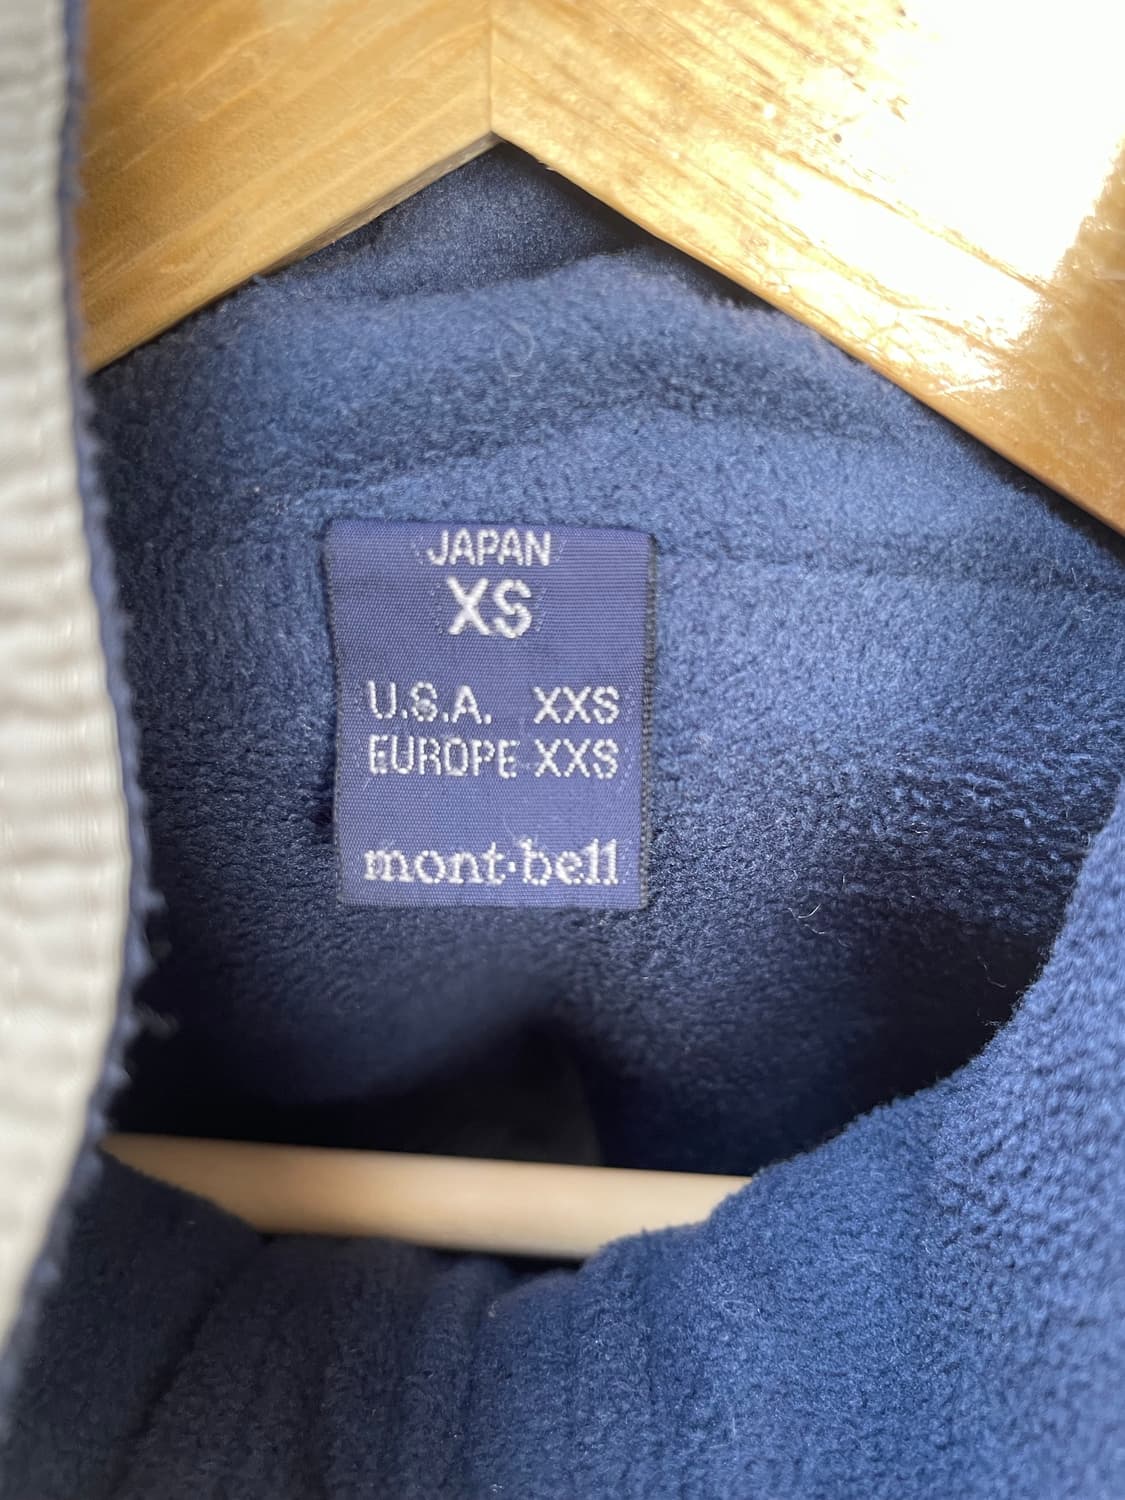 JAPAN
XS
U.S.A. XXS
EUROPE XXS
mont·bell